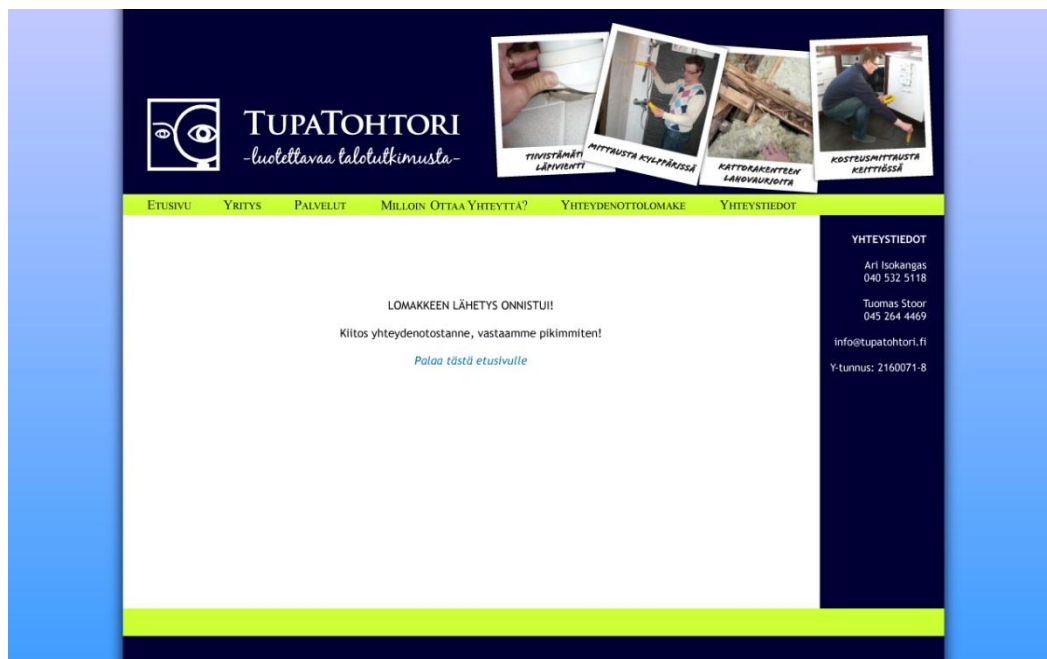 TUPATOHTORI
-luotettavaa talotutkimusta-
TIIVISTÄMÄT
LÄPIVIENTI
MITTAUSTA KYLPPÄRISSÄ
KATTORAKENTEEN
LAHOVAURIOITA
KOSTEUSMITTAUSTA
KEITTIÖSSÄ
ETUSIVU YRITYS PALVELUT MILLOIN OTTAA YHTEYTTÄ? YHTEYDENOTTOLOMAKE YHTEYSTIEDOT
LOMAKKEEN LÄHETYS ONNISTUI!
Kiitos yhteydenotostanne, vastaamme pikimmiten!
Palaa tästä etusivulle
YHTEYSTIEDOT
Ari Isokangas
040 532 5118
Tuomas Stoor
045 264 4469
info@tupatohtori.fi
Y-tunnus: 2160071-8